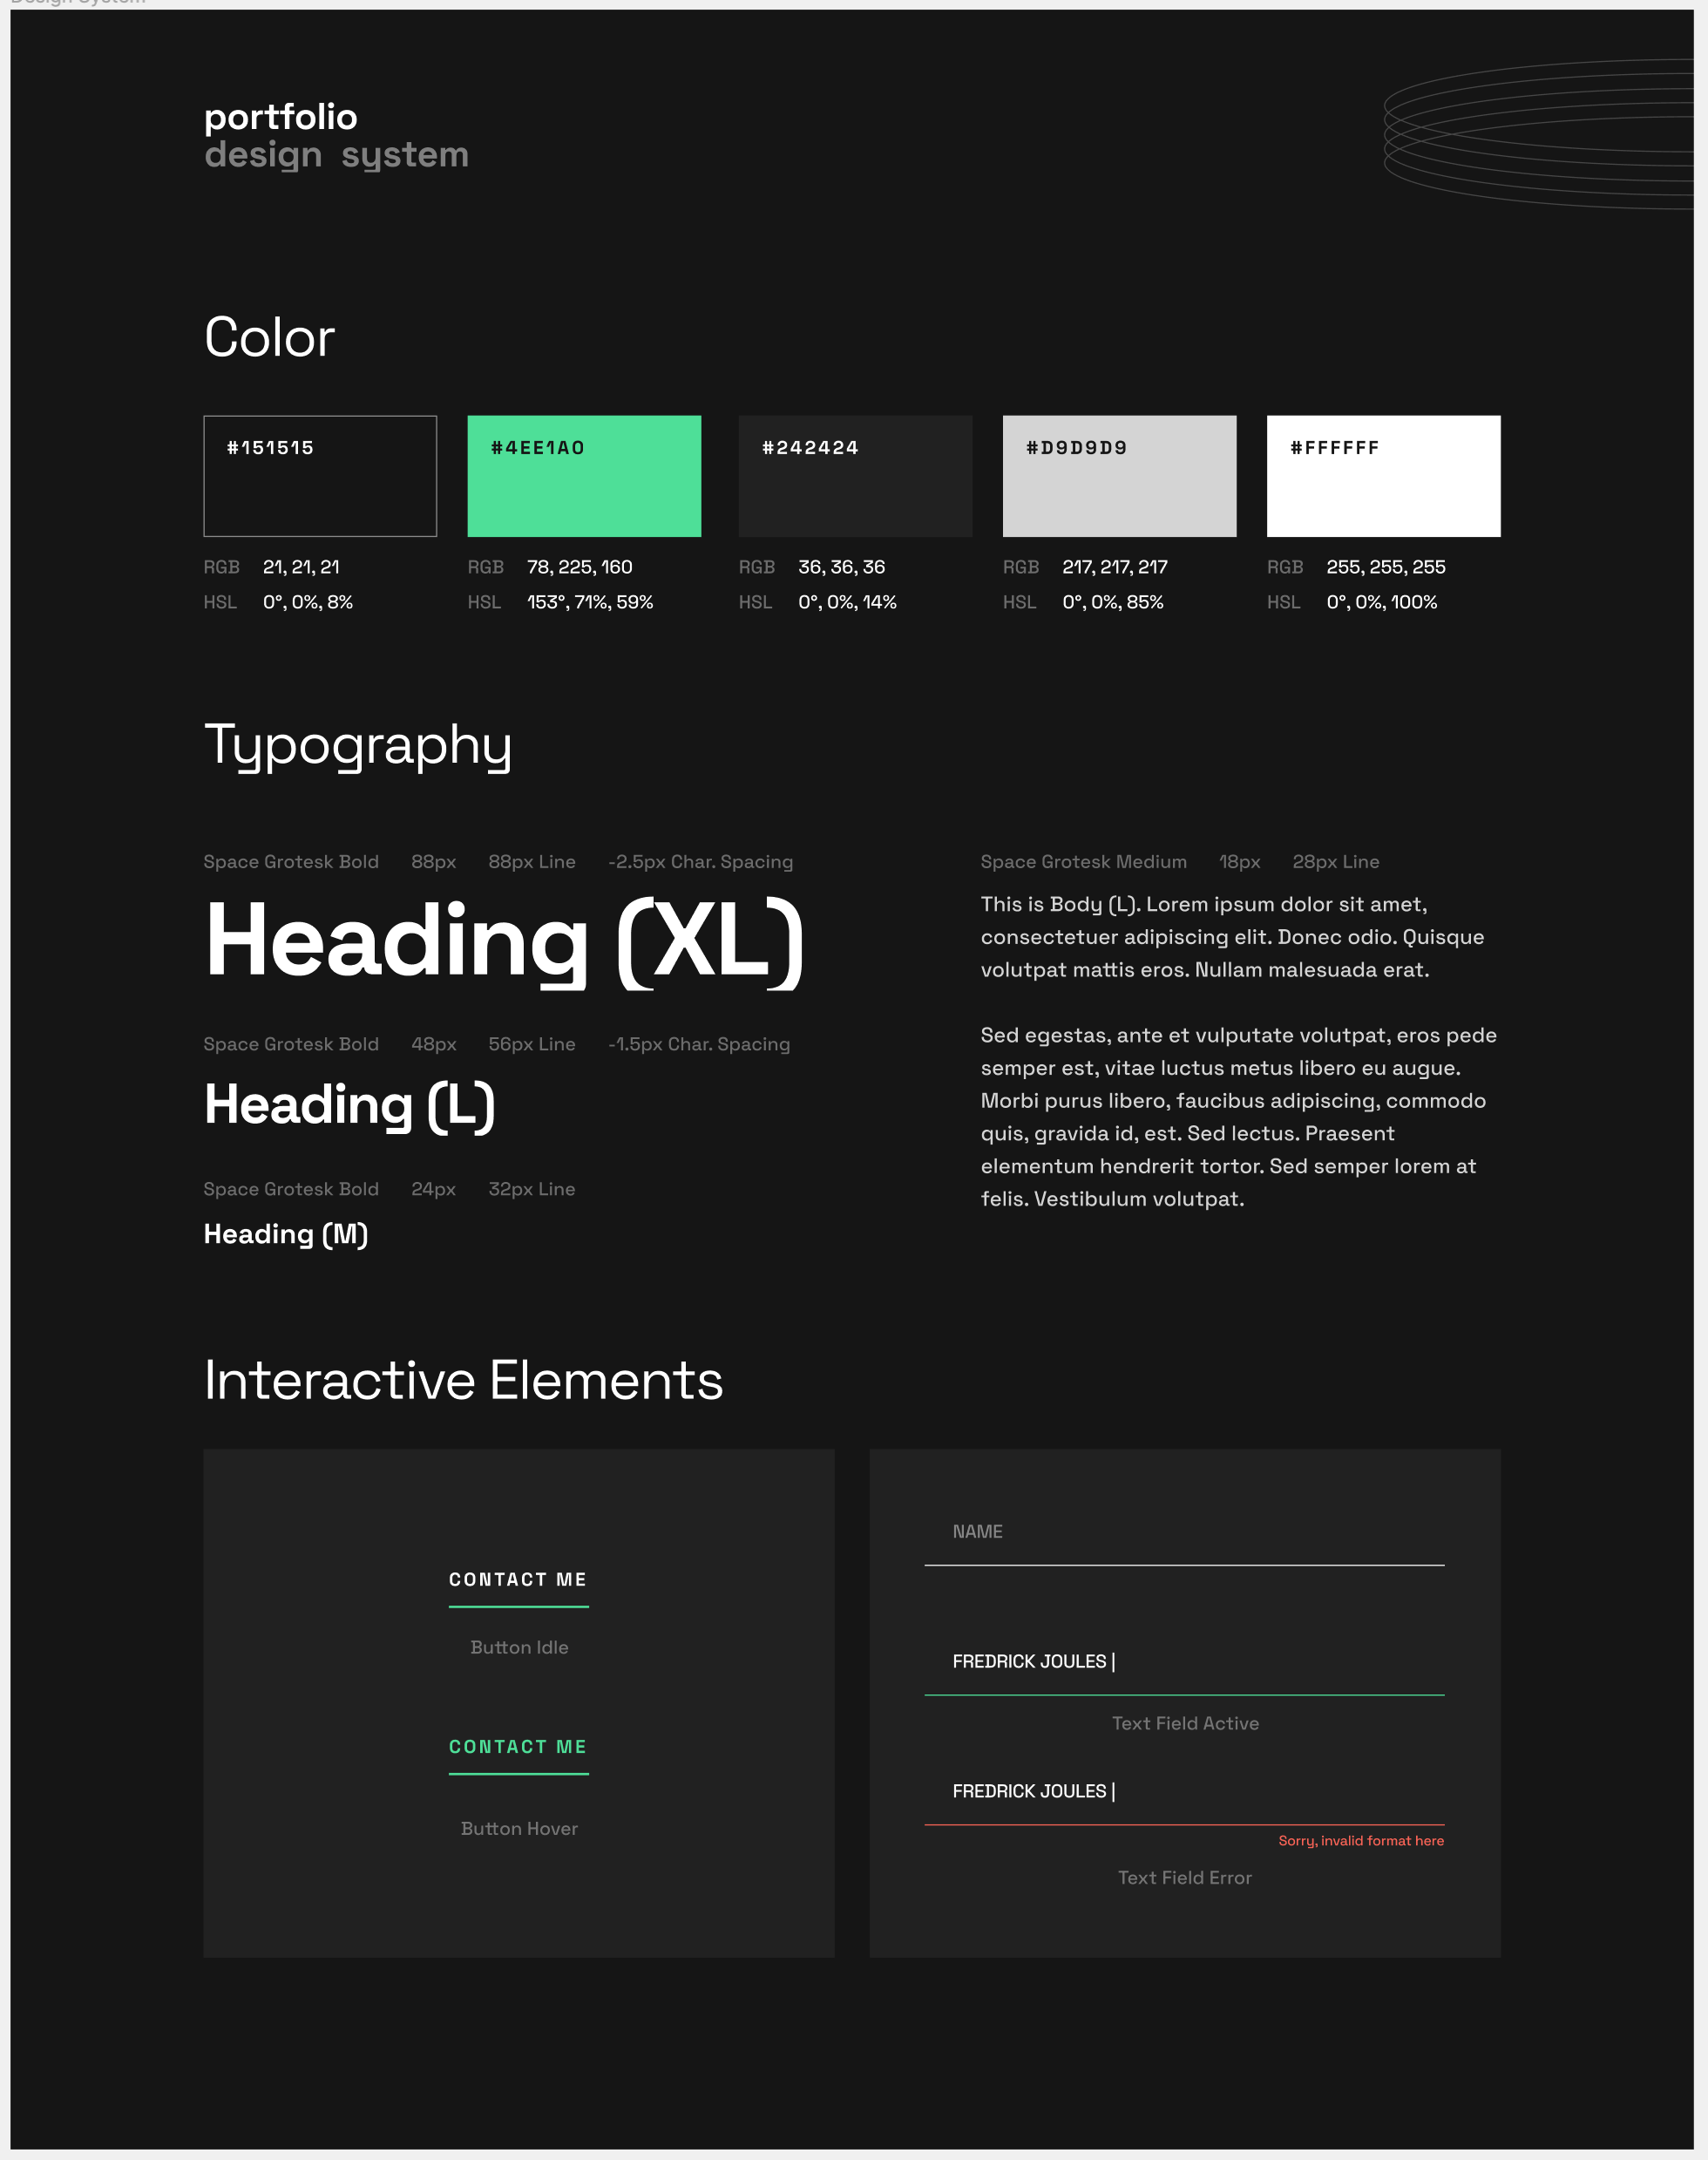 Design System
portfolio
design system
Color
#151515
#4EE1A0
#242424
#D9D9D9
#FFFFFF
RGB 21, 21, 21
HSL 0°, 0%, 8%
RGB 78, 225, 160
HSL 153°, 71%, 59%
RGB 36, 36, 36
HSL 0°, 0%, 14%
RGB 217, 217, 217
HSL 0°, 0%, 85%
RGB 255, 255, 255
HSL 0°, 0%, 100%
Typography
Space Grotesk Bold 88px 88px Line -2.5px Char. Spacing
Heading (XL)
Space Grotesk Bold 48px 56px Line -1.5px Char. Spacing
Heading (L)
Space Grotesk Bold 24px 32px Line
Heading (M)
Space Grotesk Medium 18px 28px Line
This is Body (L). Lorem ipsum dolor sit amet,
consectetuer adipiscing elit. Donec odio. Quisque
volutpat mattis eros. Nullam malesuada erat.
Sed egestas, ante et vulputate volutpat, eros pede
semper est, vitae luctus metus libero eu augue.
Morbi purus libero, faucibus adipiscing, commodo
quis, gravida id, est. Sed lectus. Praesent
elementum hendrerit tortor. Sed semper lorem at
felis. Vestibulum volutpat.
Interactive Elements
CONTACT ME
Button Idle
CONTACT ME
Button Hover
NAME
FREDRICK JOULES |
Text Field Active
FREDRICK JOULES |
Sorry, invalid format here
Text Field Error